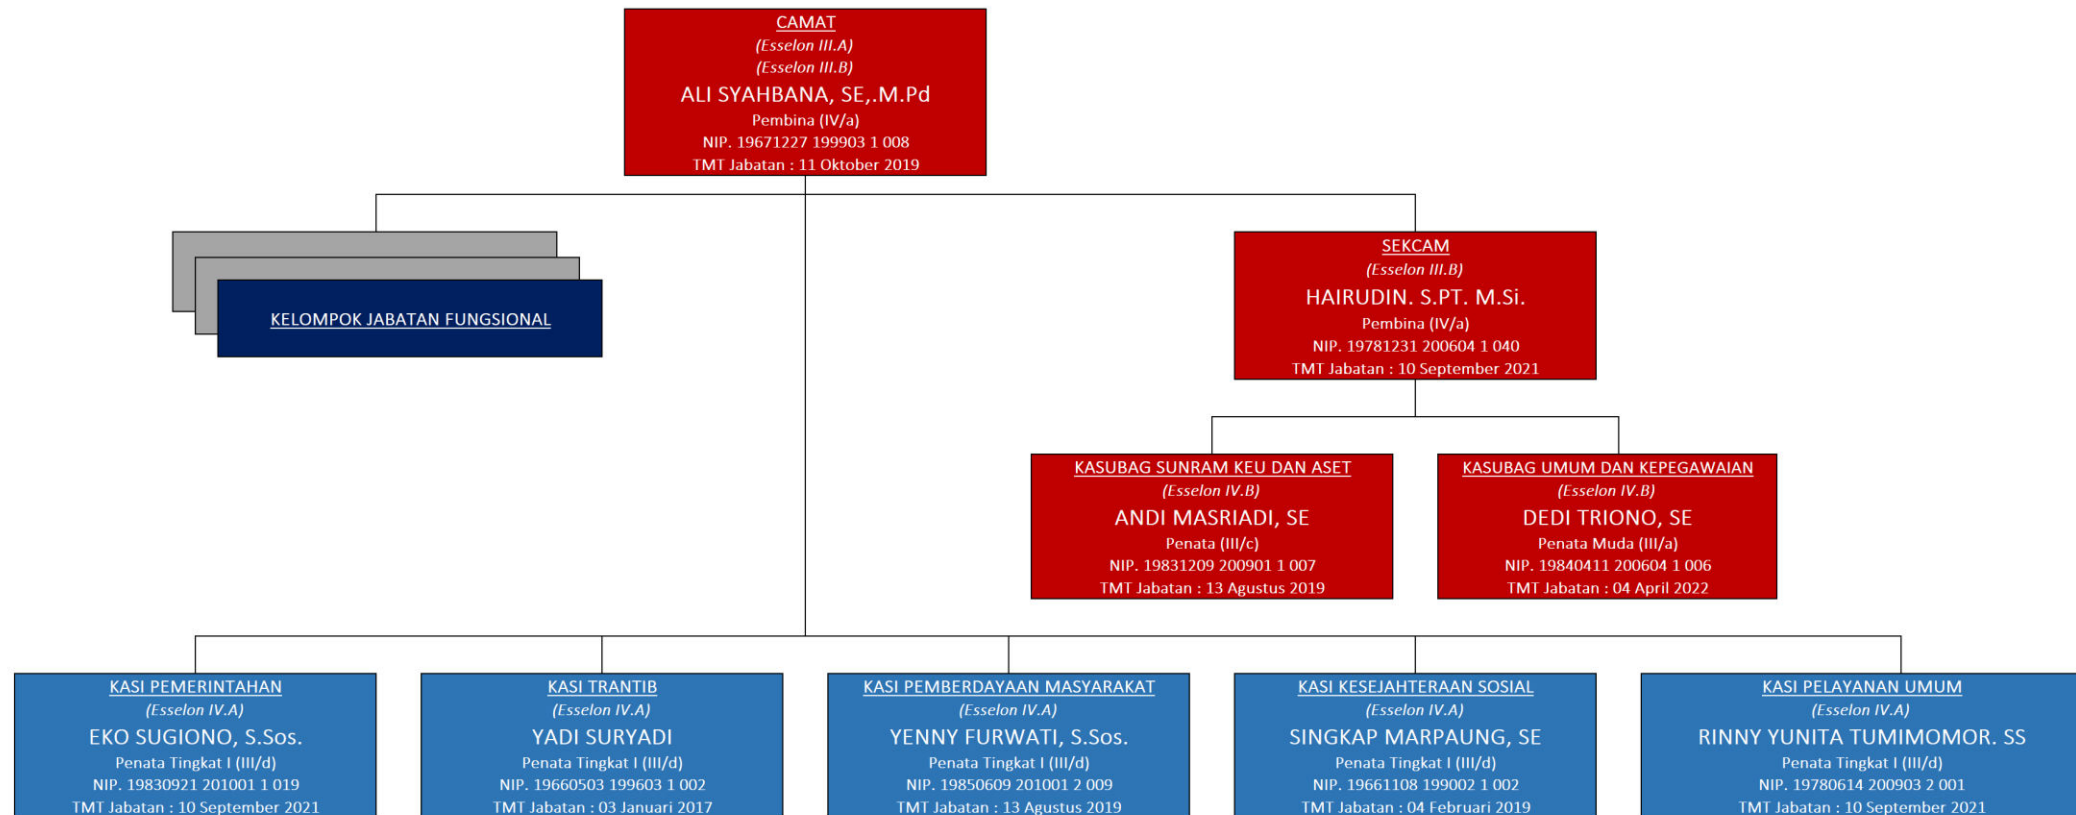 CAMAT
(Esselon III.A)
(Esselon III.B)
ALI SYAHBANA, SE,.M.Pd
Pembina (IV/a)
NIP. 19671227 199903 1 008
TMT Jabatan : 11 Oktober 2019
KELOMPOK JABATAN FUNGSIONAL
SEKCAM
(Esselon III.B)
HAIRUDIN. S.PT. M.Si.
Pembina (IV/a)
NIP. 19781231 200604 1 040
TMT Jabatan : 10 September 2021
KASUBAG SUNRAM KEU DAN ASET
(Esselon IV.B)
ANDI MASRIADI, SE
Penata (III/c)
NIP. 19831209 200901 1 007
TMT Jabatan : 13 Agustus 2019
KASUBAG UMUM DAN KEPEGAWAIAN
(Esselon IV.B)
DEDI TRIONO, SE
Penata Muda (III/a)
NIP. 19840411 200604 1 006
TMT Jabatan : 04 April 2022
KASI PEMERINTAHAN
(Esselon IV.A)
EKO SUGIONO, S.Sos.
Penata Tingkat I (III/d)
NIP. 19830921 201001 1 019
TMT Jabatan : 10 September 2021
KASI TRANTIB
(Esselon IV.A)
YADI SURYADI
Penata Tingkat I (III/d)
NIP. 19660503 199603 1 002
TMT Jabatan : 03 Januari 2017
KASI PEMBERDAYAAN MASYARAKAT
(Esselon IV.A)
YENNY FURWATI, S.Sos.
Penata Tingkat I (III/d)
NIP. 19850609 201001 2 009
TMT Jabatan : 13 Agustus 2019
KASI KESEJAHTERAAN SOSIAL
(Esselon IV.A)
SINGKAP MARPAUNG, SE
Penata Tingkat I (III/d)
NIP. 19661108 199002 1 002
TMT Jabatan : 04 Februari 2019
KASI PELAYANAN UMUM
(Esselon IV.A)
RINNY YUNITA TUMIMOMOR. SS
Penata Tingkat I (III/d)
NIP. 19780614 200903 2 001
TMT Jabatan : 10 September 2021